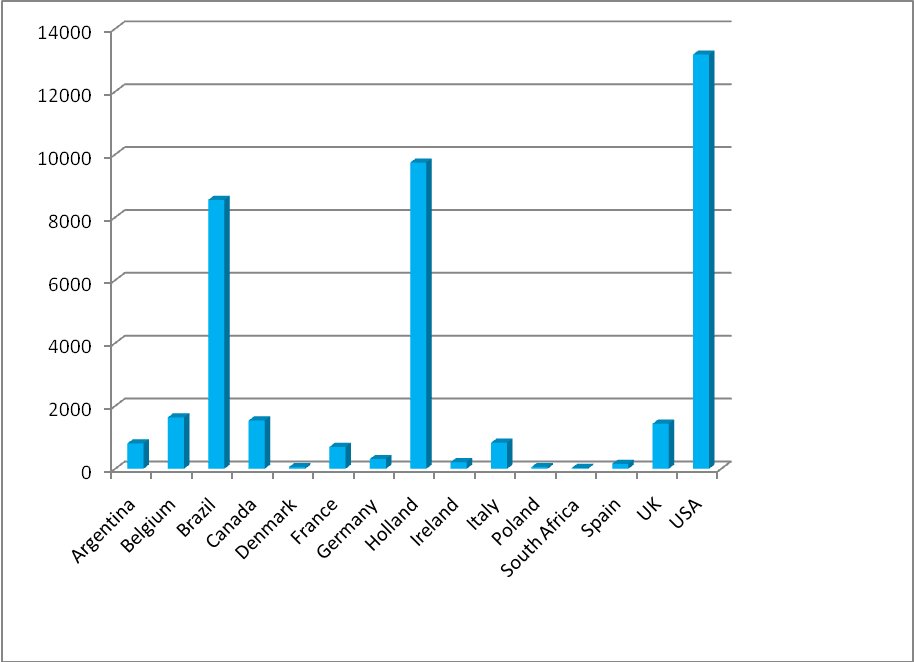 14000
12000
10000
8000
6000
4000
2000
0
Argentina
Belgium
Brazil
Canada
Denmark
France
Germany
Holland
Ireland
Italy
Poland
South Africa
Spain
UK
USA